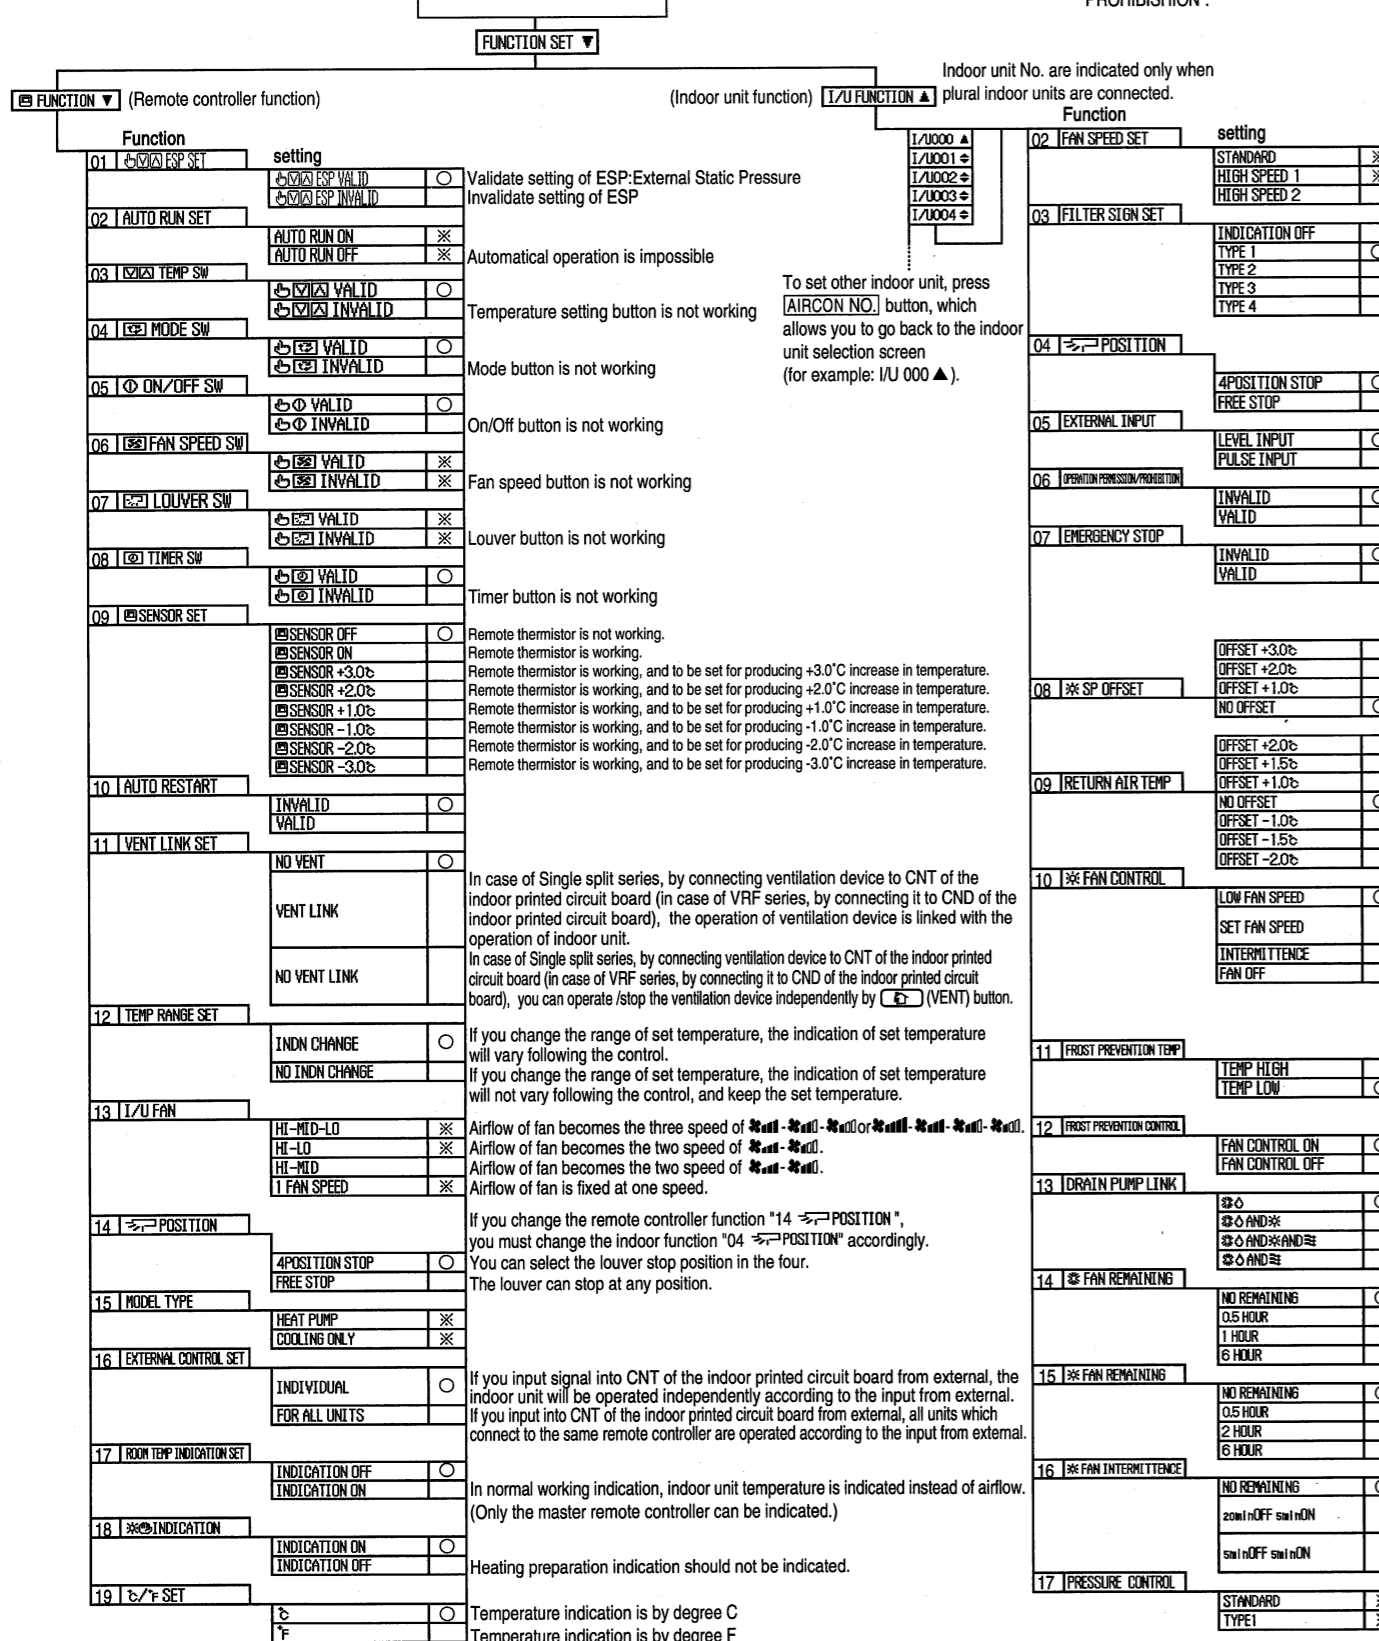 PROHIBISHION".
FUNCTION SET ▼
FUNCTION ▼ (Remote controller function)
Function
setting
01 ESP SET
ESP VALID ○ Validate setting of ESP:External Static Pressure
ESP INVALID Invalidate setting of ESP
02 AUTO RUN SET
AUTO RUN ON ※
AUTO RUN OFF ※ Automatical operation is impossible
03 TEMP SW
VALID ○
INVALID Temperature setting button is not working
04 MODE SW
VALID ○
INVALID Mode button is not working
05 ON/OFF SW
VALID ○
INVALID On/Off button is not working
06 FAN SPEED SW
VALID ※
INVALID ※ Fan speed button is not working
07 LOUVER SW
VALID ※
INVALID ※ Louver button is not working
08 TIMER SW
VALID ○
INVALID Timer button is not working
09 SENSOR SET
SENSOR OFF ○ Remote thermistor is not working.
SENSOR ON Remote thermistor is working.
SENSOR +3.0℃ Remote thermistor is working, and to be set for producing +3.0°C increase in temperature.
SENSOR +2.0℃ Remote thermistor is working, and to be set for producing +2.0°C increase in temperature.
SENSOR +1.0℃ Remote thermistor is working, and to be set for producing +1.0°C increase in temperature.
SENSOR -1.0℃ Remote thermistor is working, and to be set for producing -1.0°C increase in temperature.
SENSOR -2.0℃ Remote thermistor is working, and to be set for producing -2.0°C increase in temperature.
SENSOR -3.0℃ Remote thermistor is working, and to be set for producing -3.0°C increase in temperature.
10 AUTO RESTART
INVALID ○
VALID
11 VENT LINK SET
NO VENT ○
VENT LINK
In case of Single split series, by connecting ventilation device to CNT of the
indoor printed circuit board (in case of VRF series, by connecting it to CND of the
indoor printed circuit board), the operation of ventilation device is linked with the
operation of indoor unit.
NO VENT LINK
In case of Single split series, by connecting ventilation device to CNT of the indoor printed
circuit board (in case of VRF series, by connecting it to CND of the indoor printed circuit
board), you can operate /stop the ventilation device independently by (VENT) button.
12 TEMP RANGE SET
INDN CHANGE ○
If you change the range of set temperature, the indication of set temperature
will vary following the control.
NO INDN CHANGE
If you change the range of set temperature, the indication of set temperature
will not vary following the control, and keep the set temperature.
13 I/U FAN
HI-MID-LO ※ Airflow of fan becomes the three speed of - - or - - - .
HI-LO ※ Airflow of fan becomes the two speed of - .
HI-MID Airflow of fan becomes the two speed of - .
1 FAN SPEED ※ Airflow of fan is fixed at one speed.
14 POSITION
If you change the remote controller function "14 POSITION ",
you must change the indoor function "04 POSITION" accordingly.
4POSITION STOP ○ You can select the louver stop position in the four.
FREE STOP The louver can stop at any position.
15 MODEL TYPE
HEAT PUMP ※
COOLING ONLY ※
16 EXTERNAL CONTROL SET
INDIVIDUAL ○
If you input signal into CNT of the indoor printed circuit board from external, the
indoor unit will be operated independently according to the input from external.
FOR ALL UNITS
If you input into CNT of the indoor printed circuit board from external, all units which
connect to the same remote controller are operated according to the input from external.
17 ROOM TEMP INDICATION SET
INDICATION OFF ○
INDICATION ON In normal working indication, indoor unit temperature is indicated instead of airflow.
(Only the master remote controller can be indicated.)
18 INDICATION
INDICATION ON ○
INDICATION OFF Heating preparation indication should not be indicated.
19 ℃/°F SET
℃ ○ Temperature indication is by degree C
°F Temperature indication is by degree F
(Indoor unit function) I/U FUNCTION ▲
Indoor unit No. are indicated only when
plural indoor units are connected.
I/U000 ▲
I/U001
I/U002
I/U003
I/U004
To set other indoor unit, press
AIRCON NO. button, which
allows you to go back to the indoor
unit selection screen
(for example: I/U 000 ▲).
Function
setting
02 FAN SPEED SET
STANDARD ※
HIGH SPEED 1 ※
HIGH SPEED 2
03 FILTER SIGN SET
INDICATION OFF
TYPE 1 ○
TYPE 2
TYPE 3
TYPE 4
04 POSITION
4POSITION STOP ○
FREE STOP
05 EXTERNAL INPUT
LEVEL INPUT ○
PULSE INPUT
06 OPERATION PERMISSION/PROHIBITION
INVALID ○
VALID
07 EMERGENCY STOP
INVALID ○
VALID
08 SP OFFSET
OFFSET +3.0℃
OFFSET +2.0℃
OFFSET +1.0℃
NO OFFSET ○
09 RETURN AIR TEMP
OFFSET +2.0℃
OFFSET +1.5℃
OFFSET +1.0℃
NO OFFSET ○
OFFSET -1.0℃
OFFSET -1.5℃
OFFSET -2.0℃
10 FAN CONTROL
LOW FAN SPEED ○
SET FAN SPEED
INTERMITTENCE
FAN OFF
11 FROST PREVENTION TEMP
TEMP HIGH
TEMP LOW ○
12 FROST PREVENTION CONTROL
FAN CONTROL ON ○
FAN CONTROL OFF
13 DRAIN PUMP LINK
○
AND
AND AND
AND
14 FAN REMAINING
NO REMAINING ○
0.5 HOUR
1 HOUR
6 HOUR
15 FAN REMAINING
NO REMAINING ○
0.5 HOUR
2 HOUR
6 HOUR
16 FAN INTERMITTENCE
NO REMAINING ○
20minOFF 5minON
5minOFF 5minON
17 PRESSURE CONTROL
STANDARD ※
TYPE1 ※